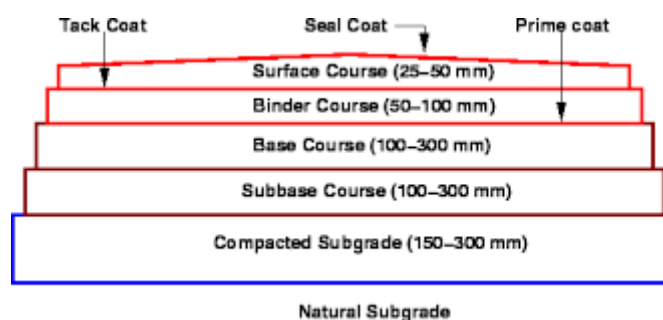 Tack Coat Seal Coat Prime coat
Surface Course (25–50 mm)
Binder Course (50–100 mm)
Base Course (100–300 mm)
Subbase Course (100–300 mm)
Compacted Subgrade (150–300 mm)
Natural Subgrade